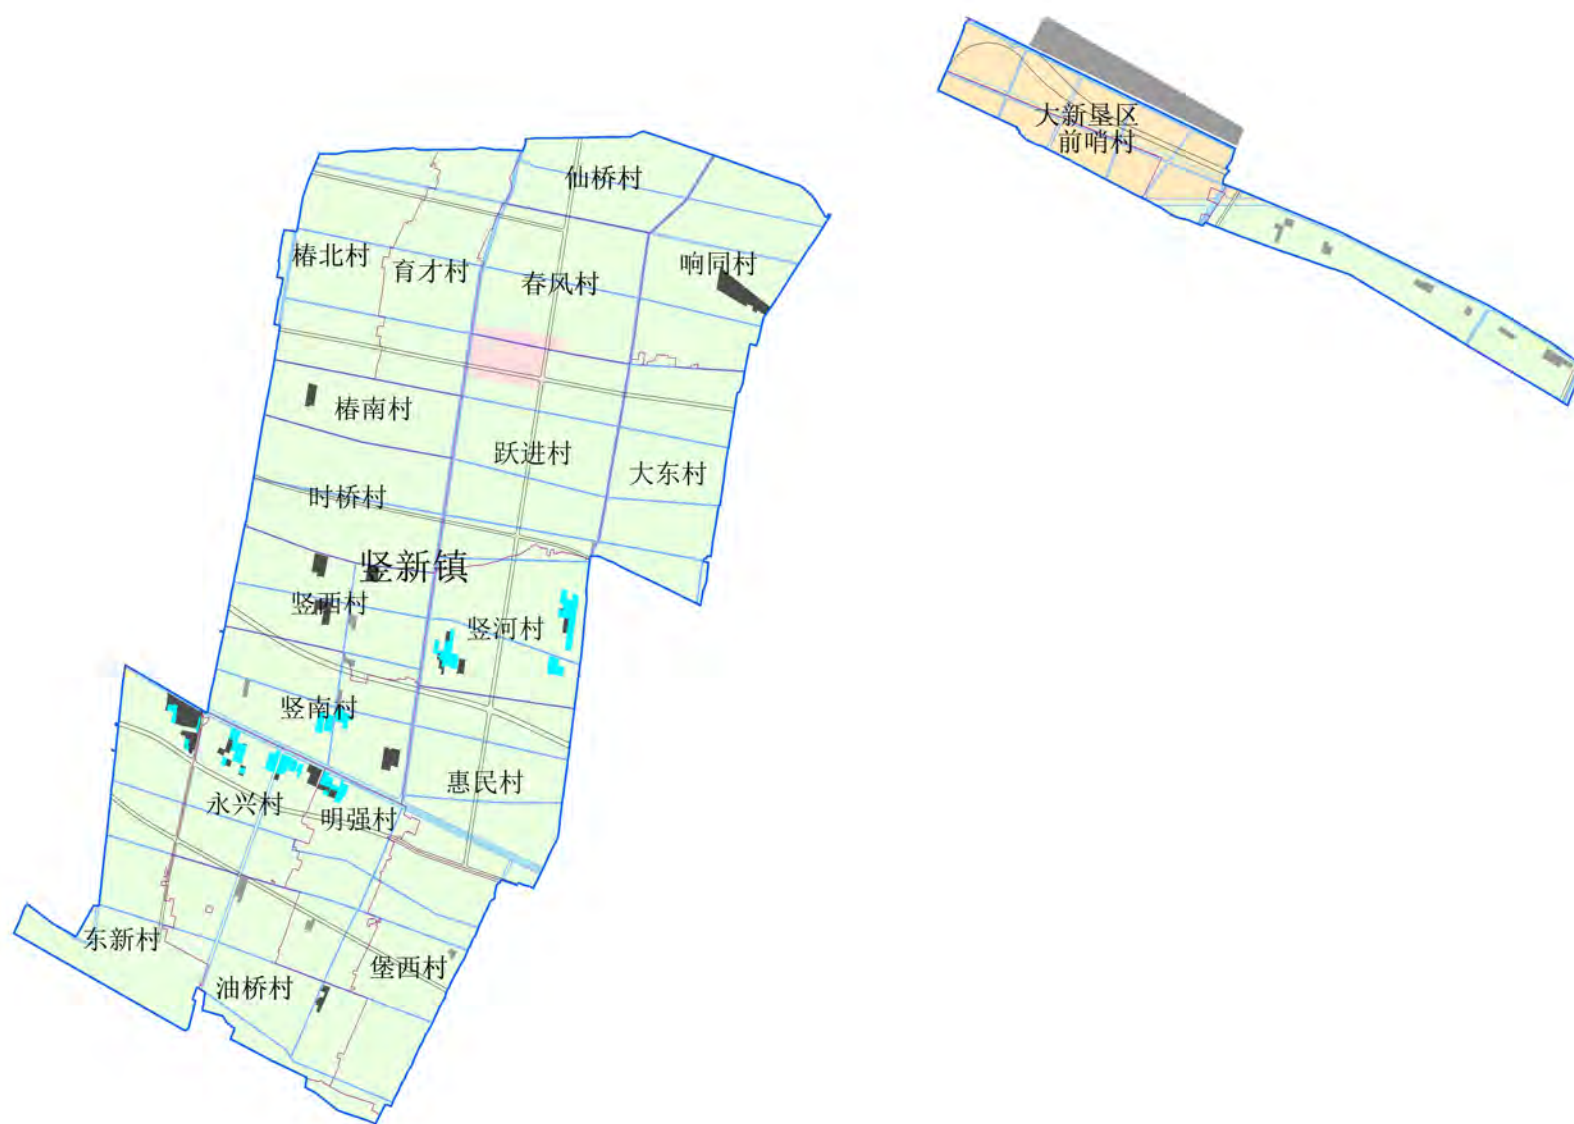 大新垦区
前哨村
仙桥村
椿北村
育才村
春风村
响同村
椿南村
跃进村
大东村
时桥村
竖新镇
竖西村
竖河村
竖南村
惠民村
永兴村
明强村
东新村
油桥村
堡西村